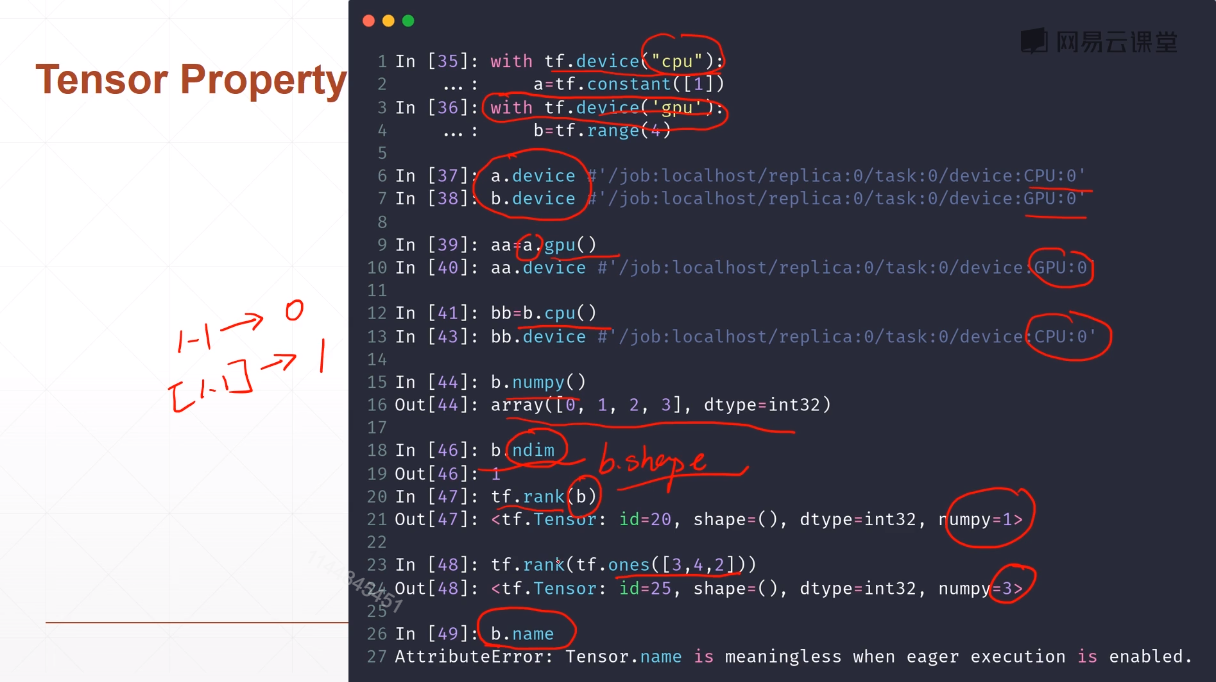 Tensor Property
网易云课堂
1 In [35]: with tf.device("cpu"):
2 ...: a=tf.constant([1])
3 In [36]: with tf.device('gpu'):
4 ...: b=tf.range(4)
5
6 In [37]: a.device #'/job:localhost/replica:0/task:0/device:CPU:0'
7 In [38]: b.device #'/job:localhost/replica:0/task:0/device:GPU:0'
8
9 In [39]: aa=a.gpu()
10 In [40]: aa.device #'/job:localhost/replica:0/task:0/device:GPU:0'
11
12 In [41]: bb=b.cpu()
13 In [43]: bb.device #'/job:localhost/replica:0/task:0/device:CPU:0'
14
15 In [44]: b.numpy()
16 Out[44]: array([0, 1, 2, 3], dtype=int32)
17
18 In [46]: b.ndim
b.shape
19 Out[46]: 1
20 In [47]: tf.rank(b)
21 Out[47]: <tf.Tensor: id=20, shape=(), dtype=int32, numpy=1>
22
23 In [48]: tf.rank(tf.ones([3,4,2]))
24 Out[48]: <tf.Tensor: id=25, shape=(), dtype=int32, numpy=3>
25
26 In [49]: b.name
27 AttributeError: Tensor.name is meaningless when eager execution is enabled.
1-1 → 0
[1-1] → 1